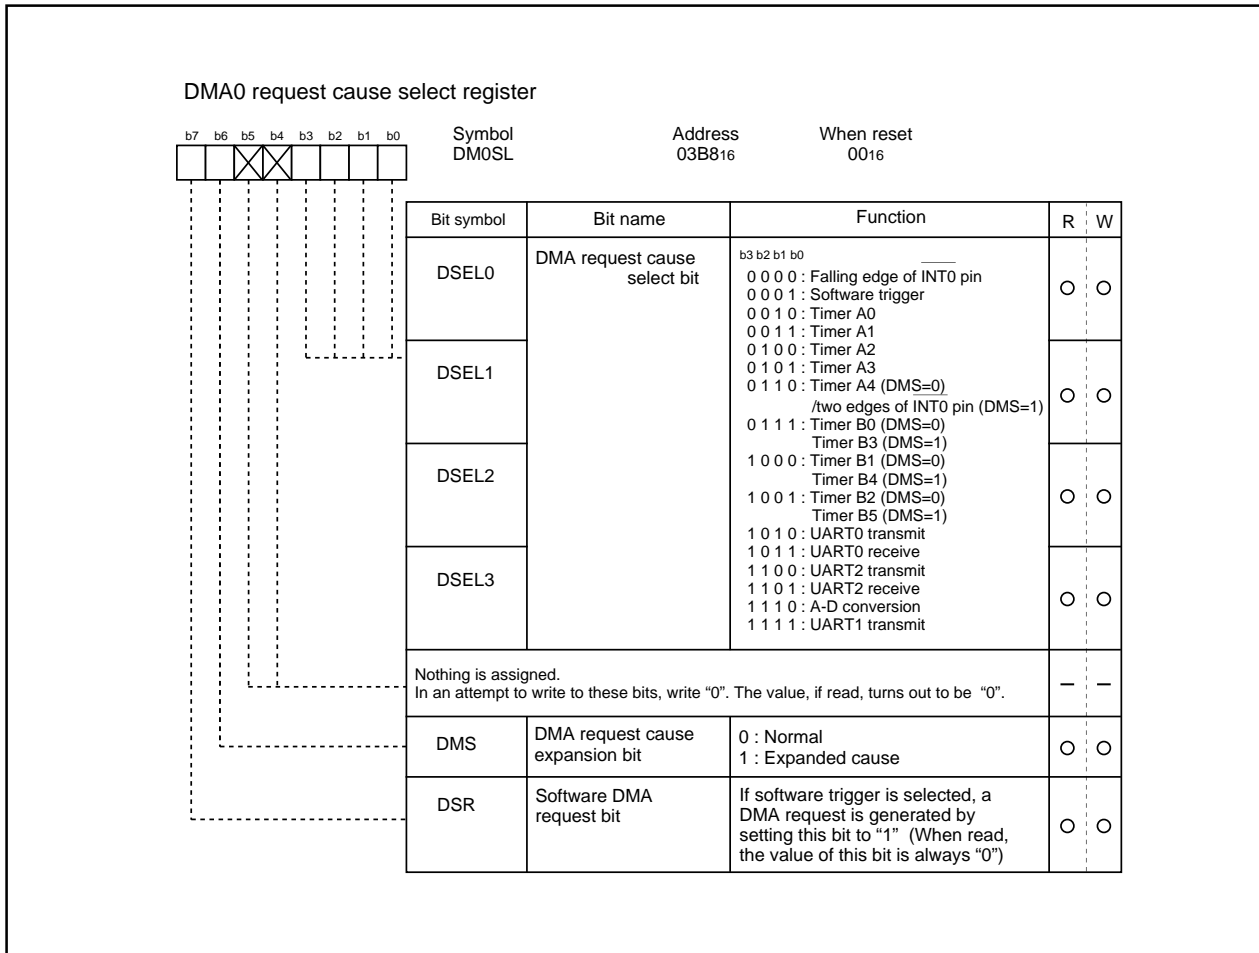 DMA0 request cause select register
b7 b6 b5 b4 b3 b2 b1 b0
Symbol Address When reset
DM0SL 03B816 0016
Bit symbol Bit name Function R W
DSEL0
DMA request cause
select bit
b3 b2 b1 b0
0 0 0 0 : Falling edge of INT0 pin
0 0 0 1 : Software trigger
0 0 1 0 : Timer A0
0 0 1 1 : Timer A1
0 1 0 0 : Timer A2
0 1 0 1 : Timer A3
0 1 1 0 : Timer A4 (DMS=0)
/two edges of INT0 pin (DMS=1)
0 1 1 1 : Timer B0 (DMS=0)
Timer B3 (DMS=1)
1 0 0 0 : Timer B1 (DMS=0)
Timer B4 (DMS=1)
1 0 0 1 : Timer B2 (DMS=0)
Timer B5 (DMS=1)
1 0 1 0 : UART0 transmit
1 0 1 1 : UART0 receive
1 1 0 0 : UART2 transmit
1 1 0 1 : UART2 receive
1 1 1 0 : A-D conversion
1 1 1 1 : UART1 transmit
DSEL1
DSEL2
DSEL3
Nothing is assigned.
In an attempt to write to these bits, write “0”. The value, if read, turns out to be “0”.
DMS
DMA request cause
expansion bit
0 : Normal
1 : Expanded cause
DSR
Software DMA
request bit
If software trigger is selected, a
DMA request is generated by
setting this bit to “1” (When read,
the value of this bit is always “0”)